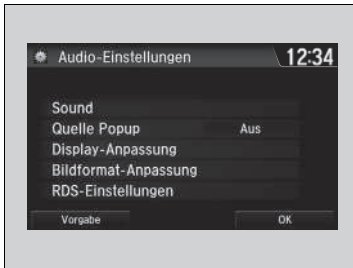 Audio-Einstellungen 12:34
Sound
Quelle Popup Aus
Display-Anpassung
Bildformat-Anpassung
RDS-Einstellungen
Vorgabe OK